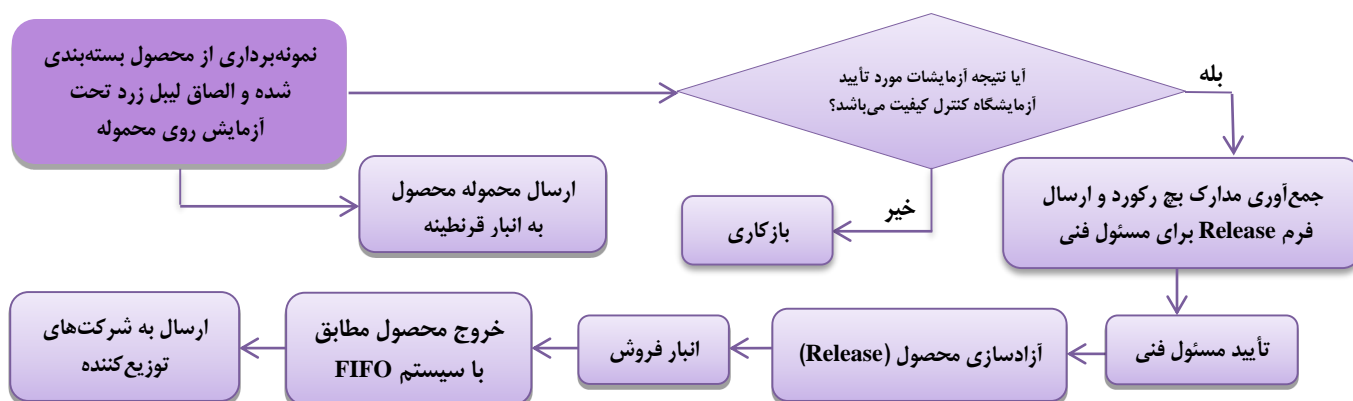 نمونه‌برداری از محصول بسته‌بندی
شده و الصاق لیبل زرد تحت
آزمایش روی محموله
آیا نتیجه آزمایشات مورد تأیید
آزمایشگاه کنترل کیفیت می‌باشد؟
بله
خیر
ارسال محموله محصول
به انبار قرنطینه
بازکاری
جمع‌آوری مدارک بچ رکورد و ارسال
فرم Release برای مسئول فنی
تأیید مسئول فنی
آزادسازی محصول (Release)
انبار فروش
خروج محصول مطابق
با سیستم FIFO
ارسال به شرکت‌های
توزیع‌کننده